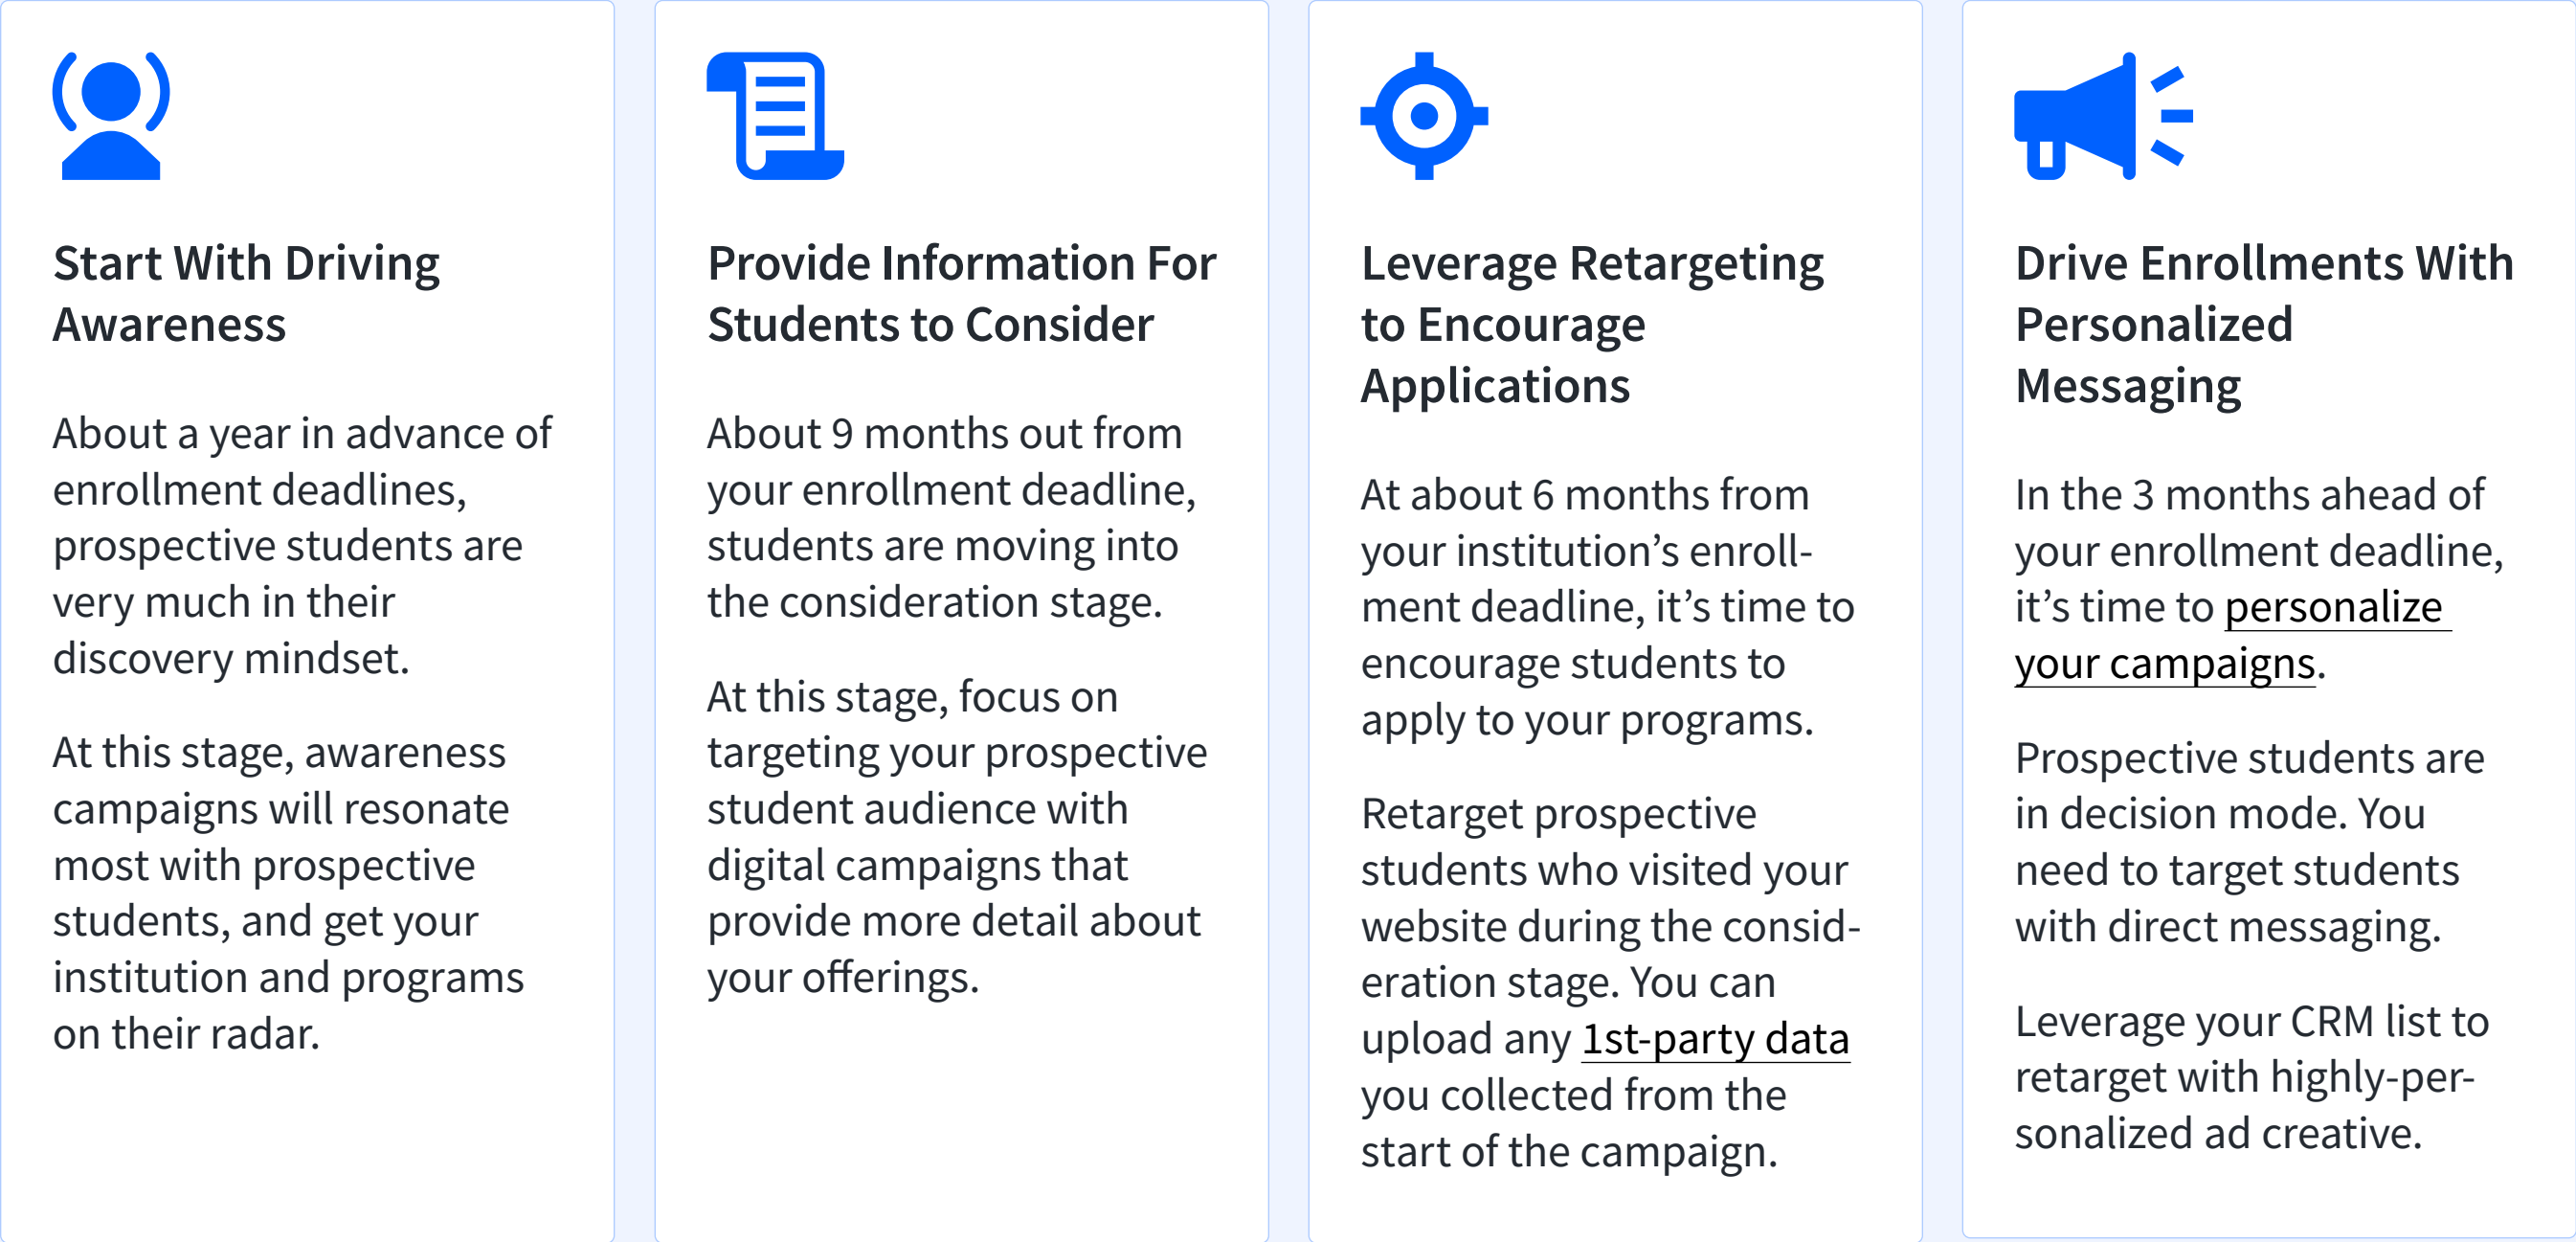 Start With Driving
Awareness
About a year in advance of
enrollment deadlines,
prospective students are
very much in their
discovery mindset.
At this stage, awareness
campaigns will resonate
most with prospective
students, and get your
institution and programs
on their radar.
Provide Information For
Students to Consider
About 9 months out from
your enrollment deadline,
students are moving into
the consideration stage.
At this stage, focus on
targeting your prospective
student audience with
digital campaigns that
provide more detail about
your offerings.
Leverage Retargeting
to Encourage
Applications
At about 6 months from
your institution’s enroll-
ment deadline, it’s time to
encourage students to
apply to your programs.
Retarget prospective
students who visited your
website during the consid-
eration stage. You can
upload any 1st-party data
you collected from the
start of the campaign.
Drive Enrollments With
Personalized
Messaging
In the 3 months ahead of
your enrollment deadline,
it’s time to personalize
your campaigns.
Prospective students are
in decision mode. You
need to target students
with direct messaging.
Leverage your CRM list to
retarget with highly-per-
sonalized ad creative.